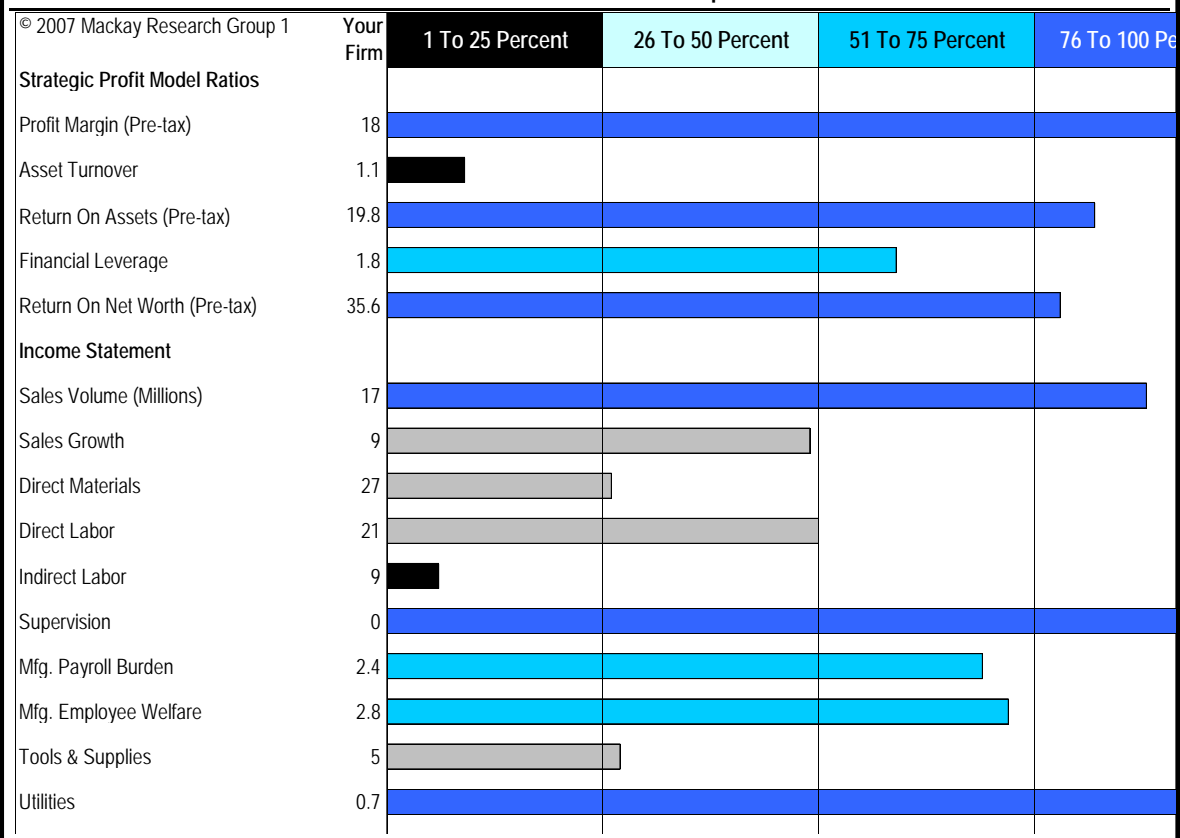 © 2007 Mackay Research Group 1 Your Firm 1 To 25 Percent 26 To 50 Percent 51 To 75 Percent 76 To 100 Pe
Strategic Profit Model Ratios
Profit Margin (Pre-tax) 18
Asset Turnover 1.1
Return On Assets (Pre-tax) 19.8
Financial Leverage 1.8
Return On Net Worth (Pre-tax) 35.6
Income Statement
Sales Volume (Millions) 17
Sales Growth 9
Direct Materials 27
Direct Labor 21
Indirect Labor 9
Supervision 0
Mfg. Payroll Burden 2.4
Mfg. Employee Welfare 2.8
Tools & Supplies 5
Utilities 0.7